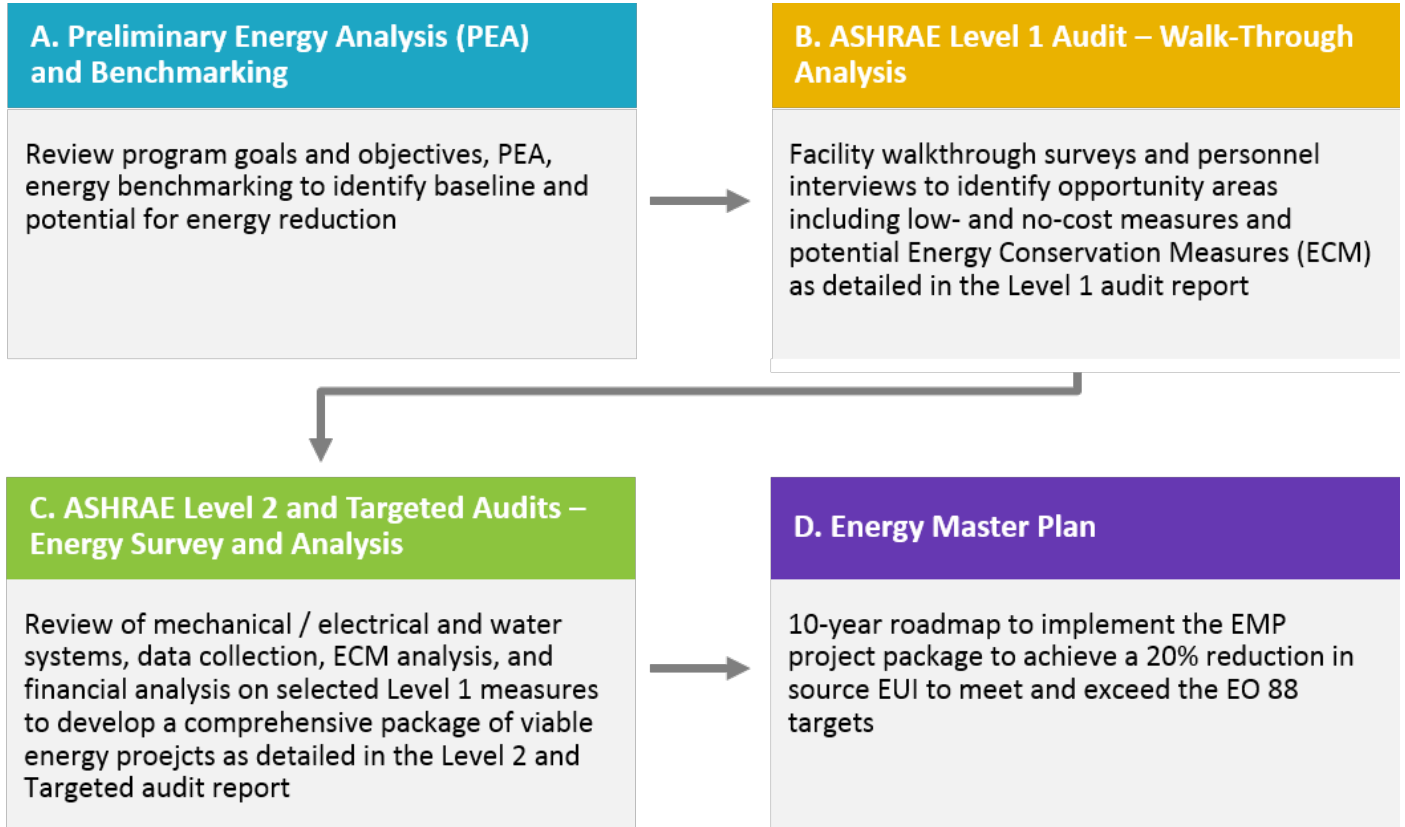 A. Preliminary Energy Analysis (PEA)
and Benchmarking
Review program goals and objectives, PEA,
energy benchmarking to identify baseline and
potential for energy reduction
B. ASHRAE Level 1 Audit – Walk-Through
Analysis
Facility walkthrough surveys and personnel
interviews to identify opportunity areas
including low- and no-cost measures and
potential Energy Conservation Measures (ECM)
as detailed in the Level 1 audit report
C. ASHRAE Level 2 and Targeted Audits –
Energy Survey and Analysis
Review of mechanical / electrical and water
systems, data collection, ECM analysis, and
financial analysis on selected Level 1 measures
to develop a comprehensive package of viable
energy proejcts as detailed in the Level 2 and
Targeted audit report
D. Energy Master Plan
10-year roadmap to implement the EMP
project package to achieve a 20% reduction in
source EUI to meet and exceed the EO 88
targets